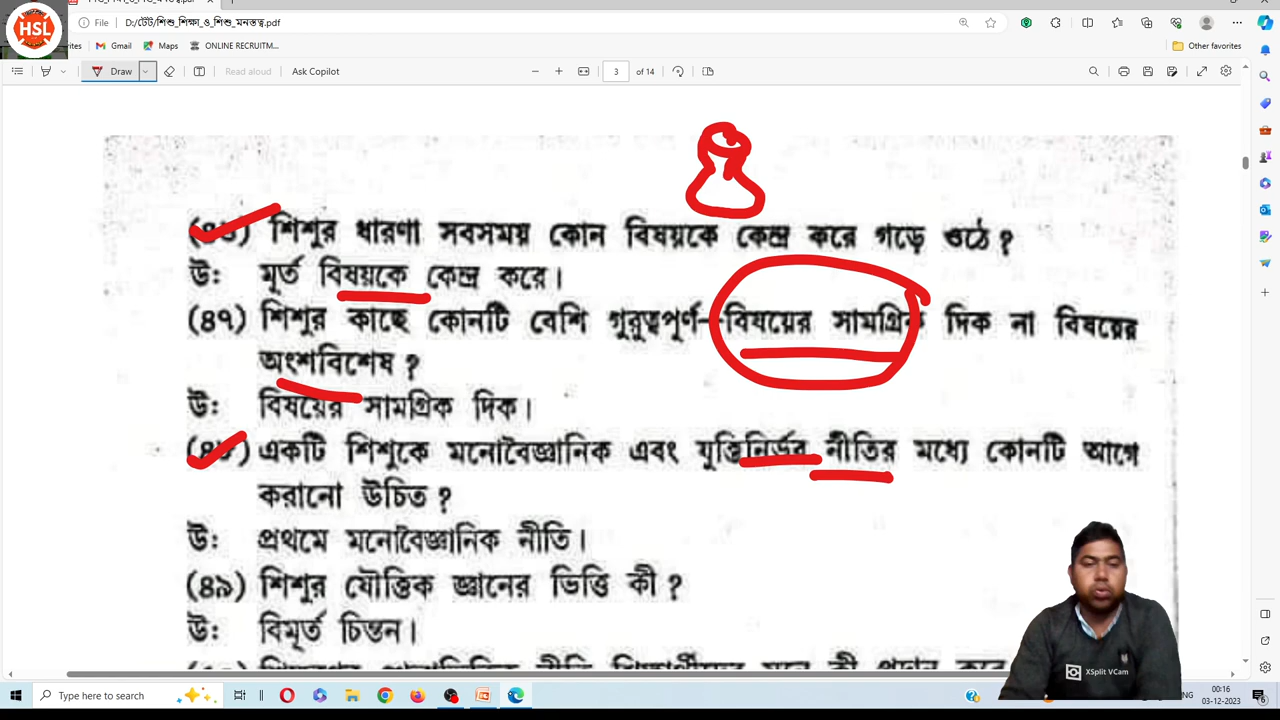 HSL
File D:/টেট/শিশু_শিক্ষা_ও_শিশু_মনস্তত্ব.pdf
Gmail Maps ONLINE RECRUITM... Other favorites
Draw Read aloud Ask Copilot 3 of 14
শিশুর ধারণা সবসময় কোন বিষয়কে কেন্দ্র করে গড়ে ওঠে ?
উঃ মূর্ত বিষয়কে কেন্দ্র করে।
(৪৭) শিশুর কাছে কোনটি বেশি গুরুত্বপূর্ণ—বিষয়ের সামগ্রিক দিক না বিষয়ের
অংশবিশেষ ?
উঃ বিষয়ের সামগ্রিক দিক।
(৪৮) একটি শিশুকে মনোবৈজ্ঞানিক এবং যুক্তিনির্ভর নীতির মধ্যে কোনটি আগে
করানো উচিত ?
উঃ প্রথমে মনোবৈজ্ঞানিক নীতি।
(৪৯) শিশুর যৌক্তিক জ্ঞানের ভিত্তি কী ?
উঃ বিমূর্ত চিন্তন।
XSplit VCam
Type here to search
ENG 00:16
03-12-2023